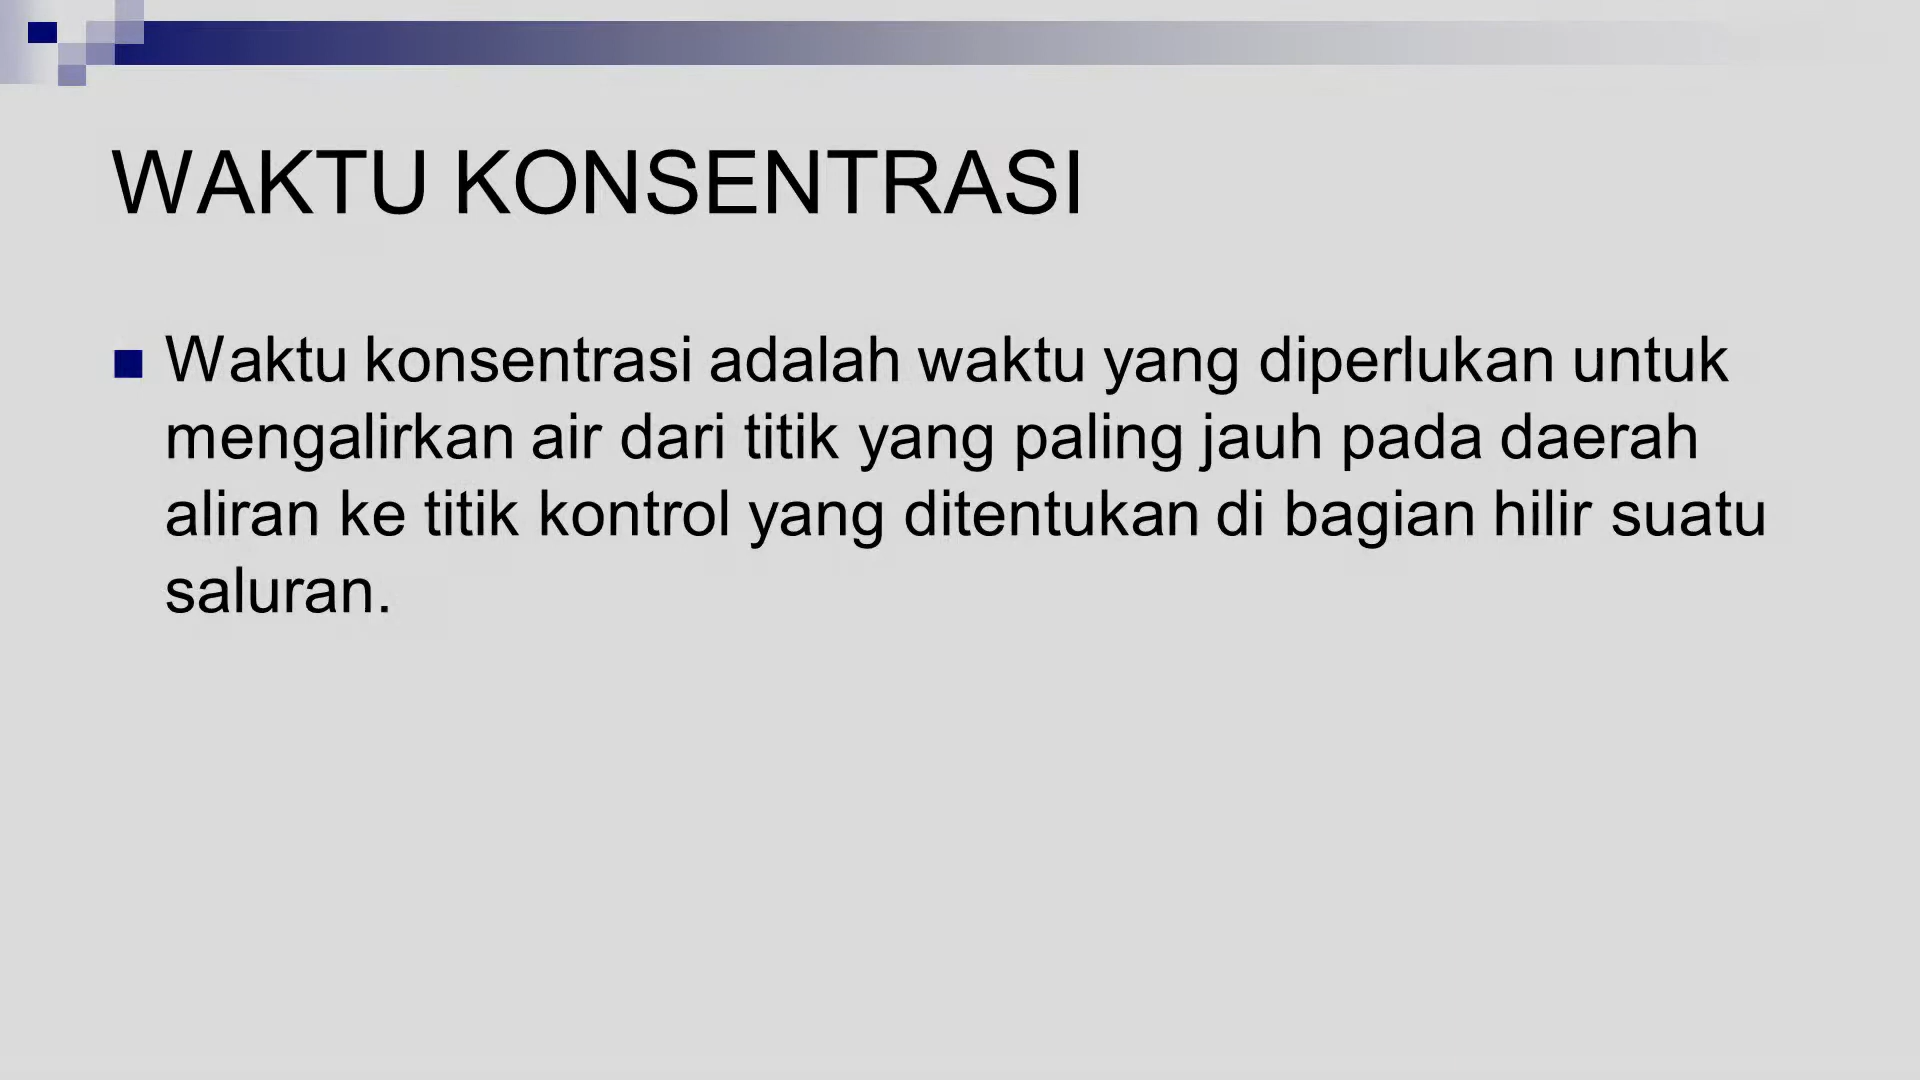 WAKTU KONSENTRASI
Waktu konsentrasi adalah waktu yang diperlukan untuk
mengalirkan air dari titik yang paling jauh pada daerah
aliran ke titik kontrol yang ditentukan di bagian hilir suatu
saluran.